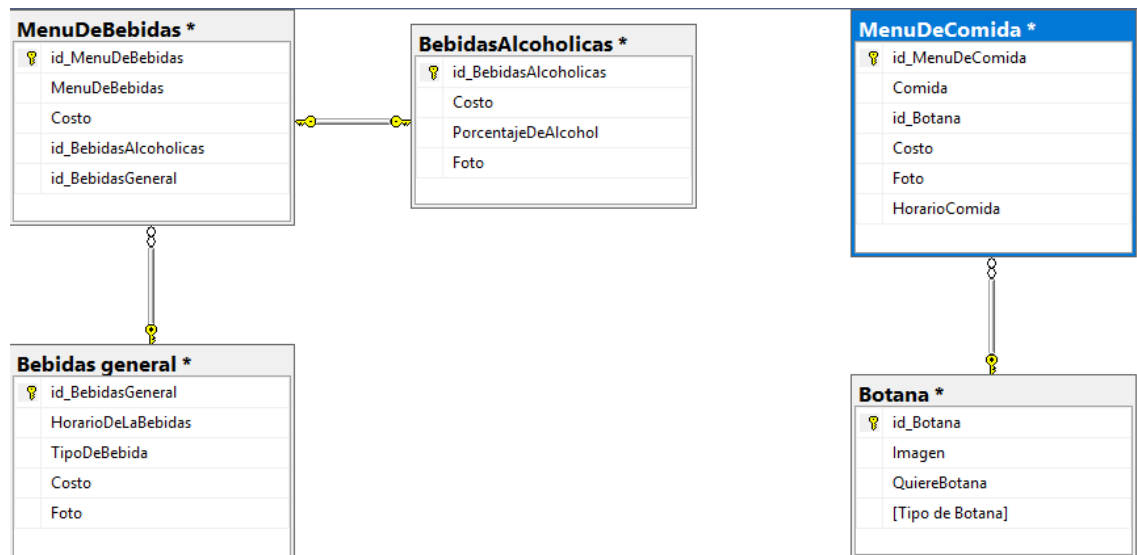 MenuDeBebidas *
id_MenuDeBebidas
MenuDeBebidas
Costo
id_BebidasAlcoholicas
id_BebidasGeneral
BebidasAlcoholicas *
id_BebidasAlcoholicas
Costo
PorcentajeDeAlcohol
Foto
MenuDeComida *
id_MenuDeComida
Comida
id_Botana
Costo
Foto
HorarioComida
Bebidas general *
id_BebidasGeneral
HorarioDeLaBebidas
TipoDeBebida
Costo
Foto
Botana *
id_Botana
Imagen
QuiereBotana
[Tipo de Botana]